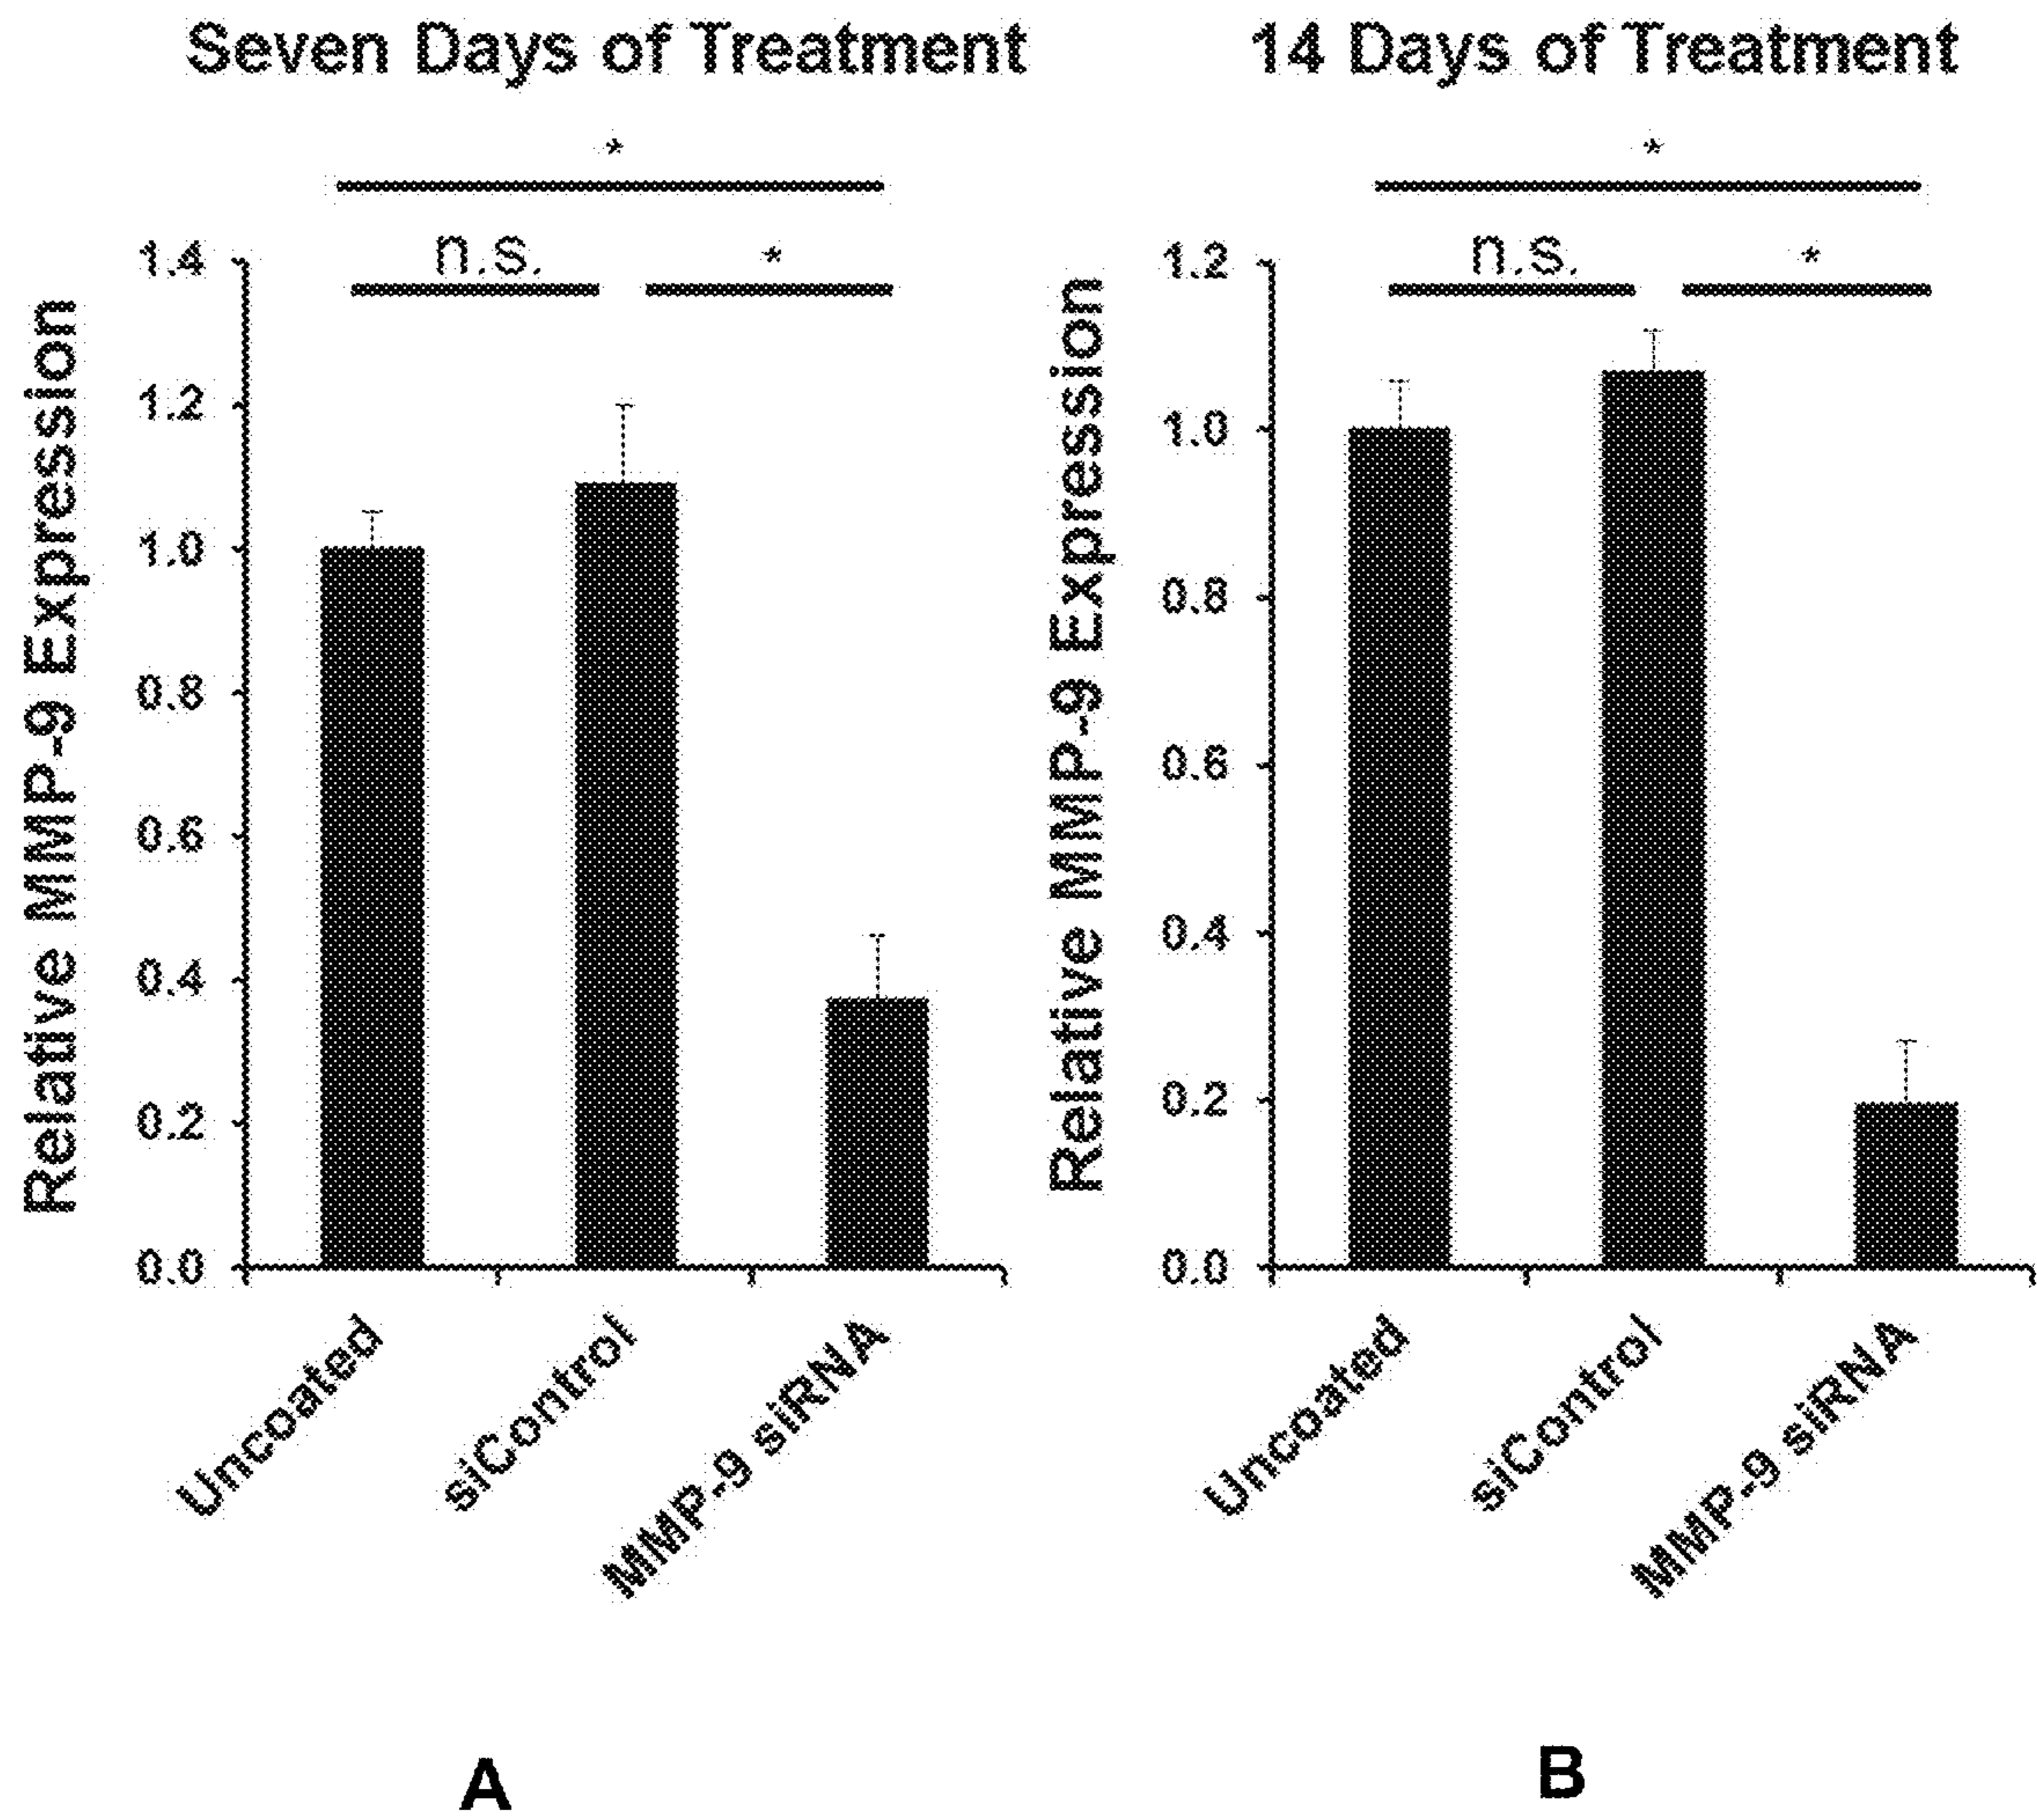 Seven Days of Treatment
*
n.s.
*
Relative MMP-9 Expression
1.4
1.2
1.0
0.8
0.6
0.4
0.2
0.0
Uncoated
siControl
MMP-9 siRNA
A
14 Days of Treatment
*
n.s.
*
Relative MMP-9 Expression
1.2
1.0
0.8
0.6
0.4
0.2
0.0
Uncoated
siControl
MMP-9 siRNA
B